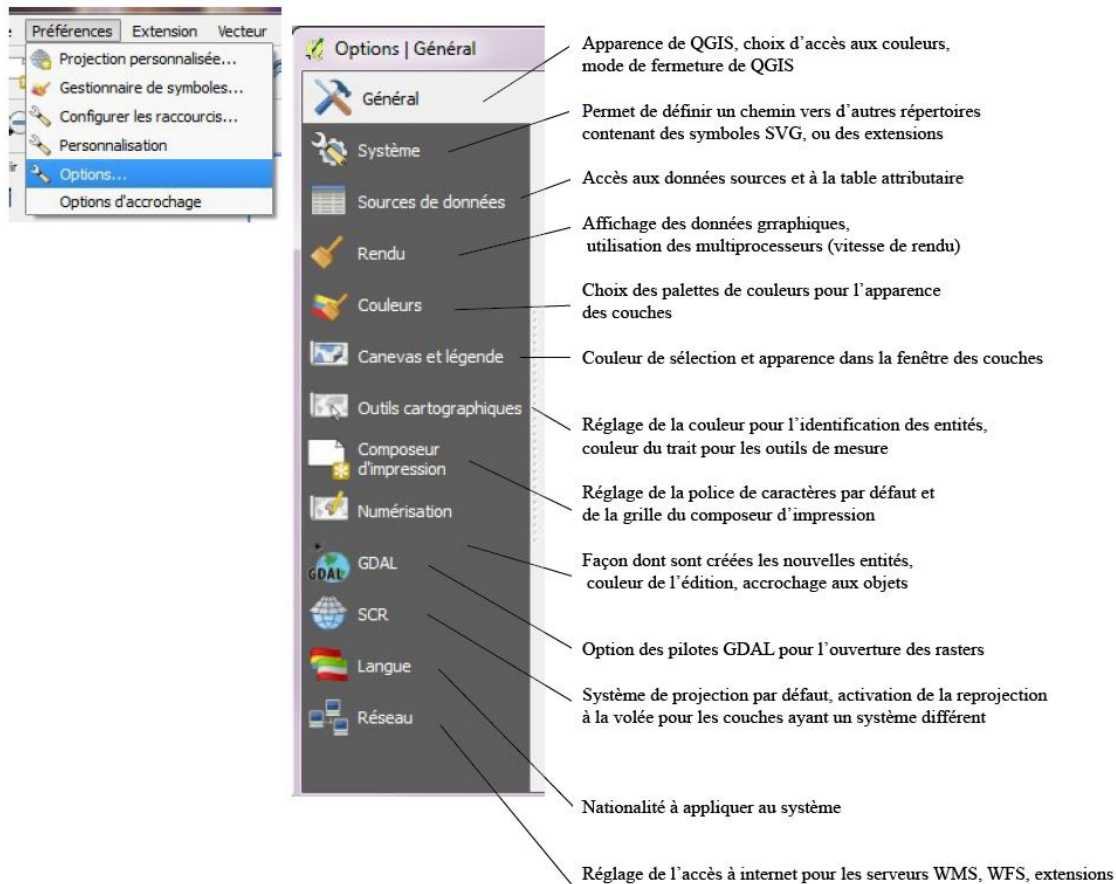 Préférences Extension Vecteur
Projection personnalisée...
Gestionnaire de symboles...
Configurer les raccourcis...
Personnalisation
Options...
Options d'accrochage
Options | Général
Général
Système
Sources de données
Rendu
Couleurs
Canevas et légende
Outils cartographiques
Composeur
d'impression
Numérisation
GDAL
GDAL
SCR
Langue
Réseau
Apparence de QGIS, choix d’accès aux couleurs,
mode de fermeture de QGIS
Permet de définir un chemin vers d’autres répertoires
contenant des symboles SVG, ou des extensions
Accès aux données sources et à la table attributaire
Affichage des données grraphiques,
utilisation des multiprocesseurs (vitesse de rendu)
Choix des palettes de couleurs pour l’apparence
des couches
Couleur de sélection et apparence dans la fenêtre des couches
Réglage de la couleur pour l’identification des entités,
couleur du trait pour les outils de mesure
Réglage de la police de caractères par défaut et
de la grille du composeur d’impression
Façon dont sont créées les nouvelles entités,
couleur de l’édition, accrochage aux objets
Option des pilotes GDAL pour l’ouverture des rasters
Système de projection par défaut, activation de la reprojection
à la volée pour les couches ayant un système différent
Nationalité à appliquer au système
Réglage de l’accès à internet pour les serveurs WMS, WFS, extensions